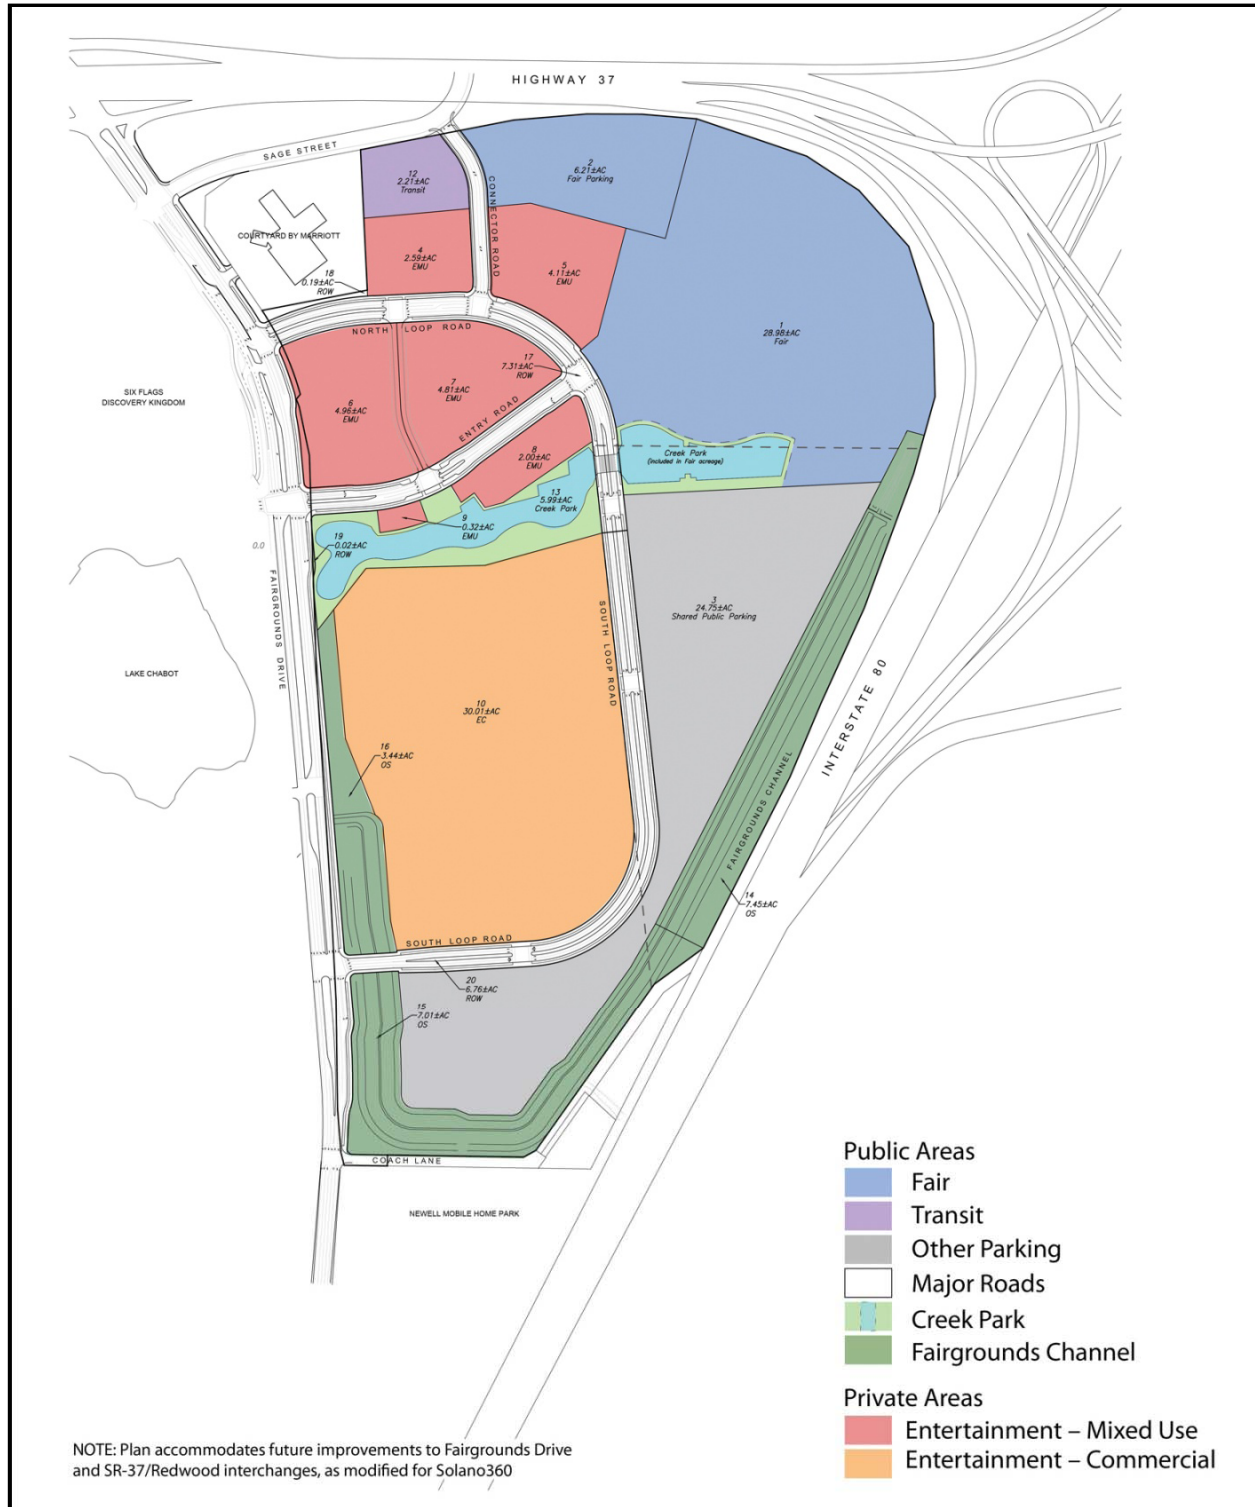 HIGHWAY 37
SAGE STREET
2
6.21±AC
Fair Parking
12
2.21±AC
Transit
CONNECTOR ROAD
COURTYARD BY MARRIOTT
4
2.59±AC
EMU
5
4.11±AC
EMU
18
0.19±AC
ROW
NORTH LOOP ROAD
1
28.98±AC
Fair
17
7.31±AC
ROW
SIX FLAGS
DISCOVERY KINGDOM
7
4.81±AC
EMU
6
4.96±AC
EMU
ENTRY ROAD
8
2.00±AC
EMU
Creek Park
(included in Fair acreage)
13
5.99±AC
Creek Park
9
0.32±AC
EMU
19
0.02±AC
ROW
0.0
FAIRGROUNDS DRIVE
3
24.75±AC
Shared Public Parking
SOUTH LOOP ROAD
LAKE CHABOT
10
30.01±AC
EC
INTERSTATE 80
16
3.44±AC
OS
FAIRGROUNDS CHANNEL
14
7.45±AC
OS
SOUTH LOOP ROAD
20
6.76±AC
ROW
15
7.01±AC
OS
COACH LANE
NEWELL MOBILE HOME PARK
Public Areas
Fair
Transit
Other Parking
Major Roads
Creek Park
Fairgrounds Channel
Private Areas
Entertainment – Mixed Use
Entertainment – Commercial
NOTE: Plan accommodates future improvements to Fairgrounds Drive
and SR-37/Redwood interchanges, as modified for Solano360